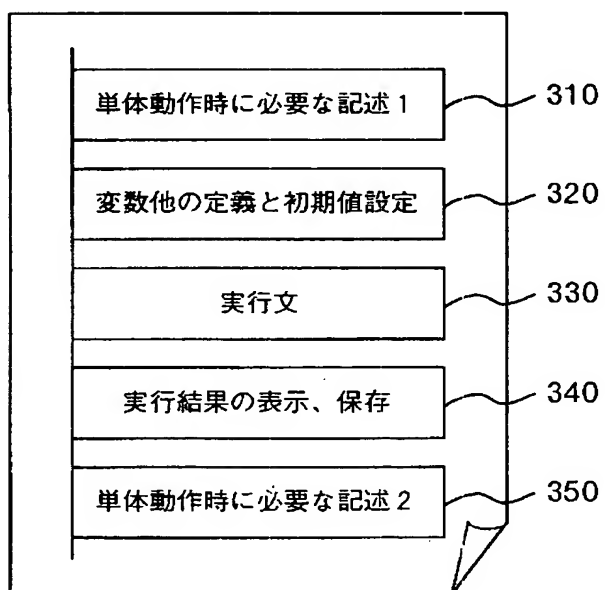 単体動作時に必要な記述1 310
変数他の定義と初期値設定 320
実行文 330
実行結果の表示、保存 340
単体動作時に必要な記述2 350